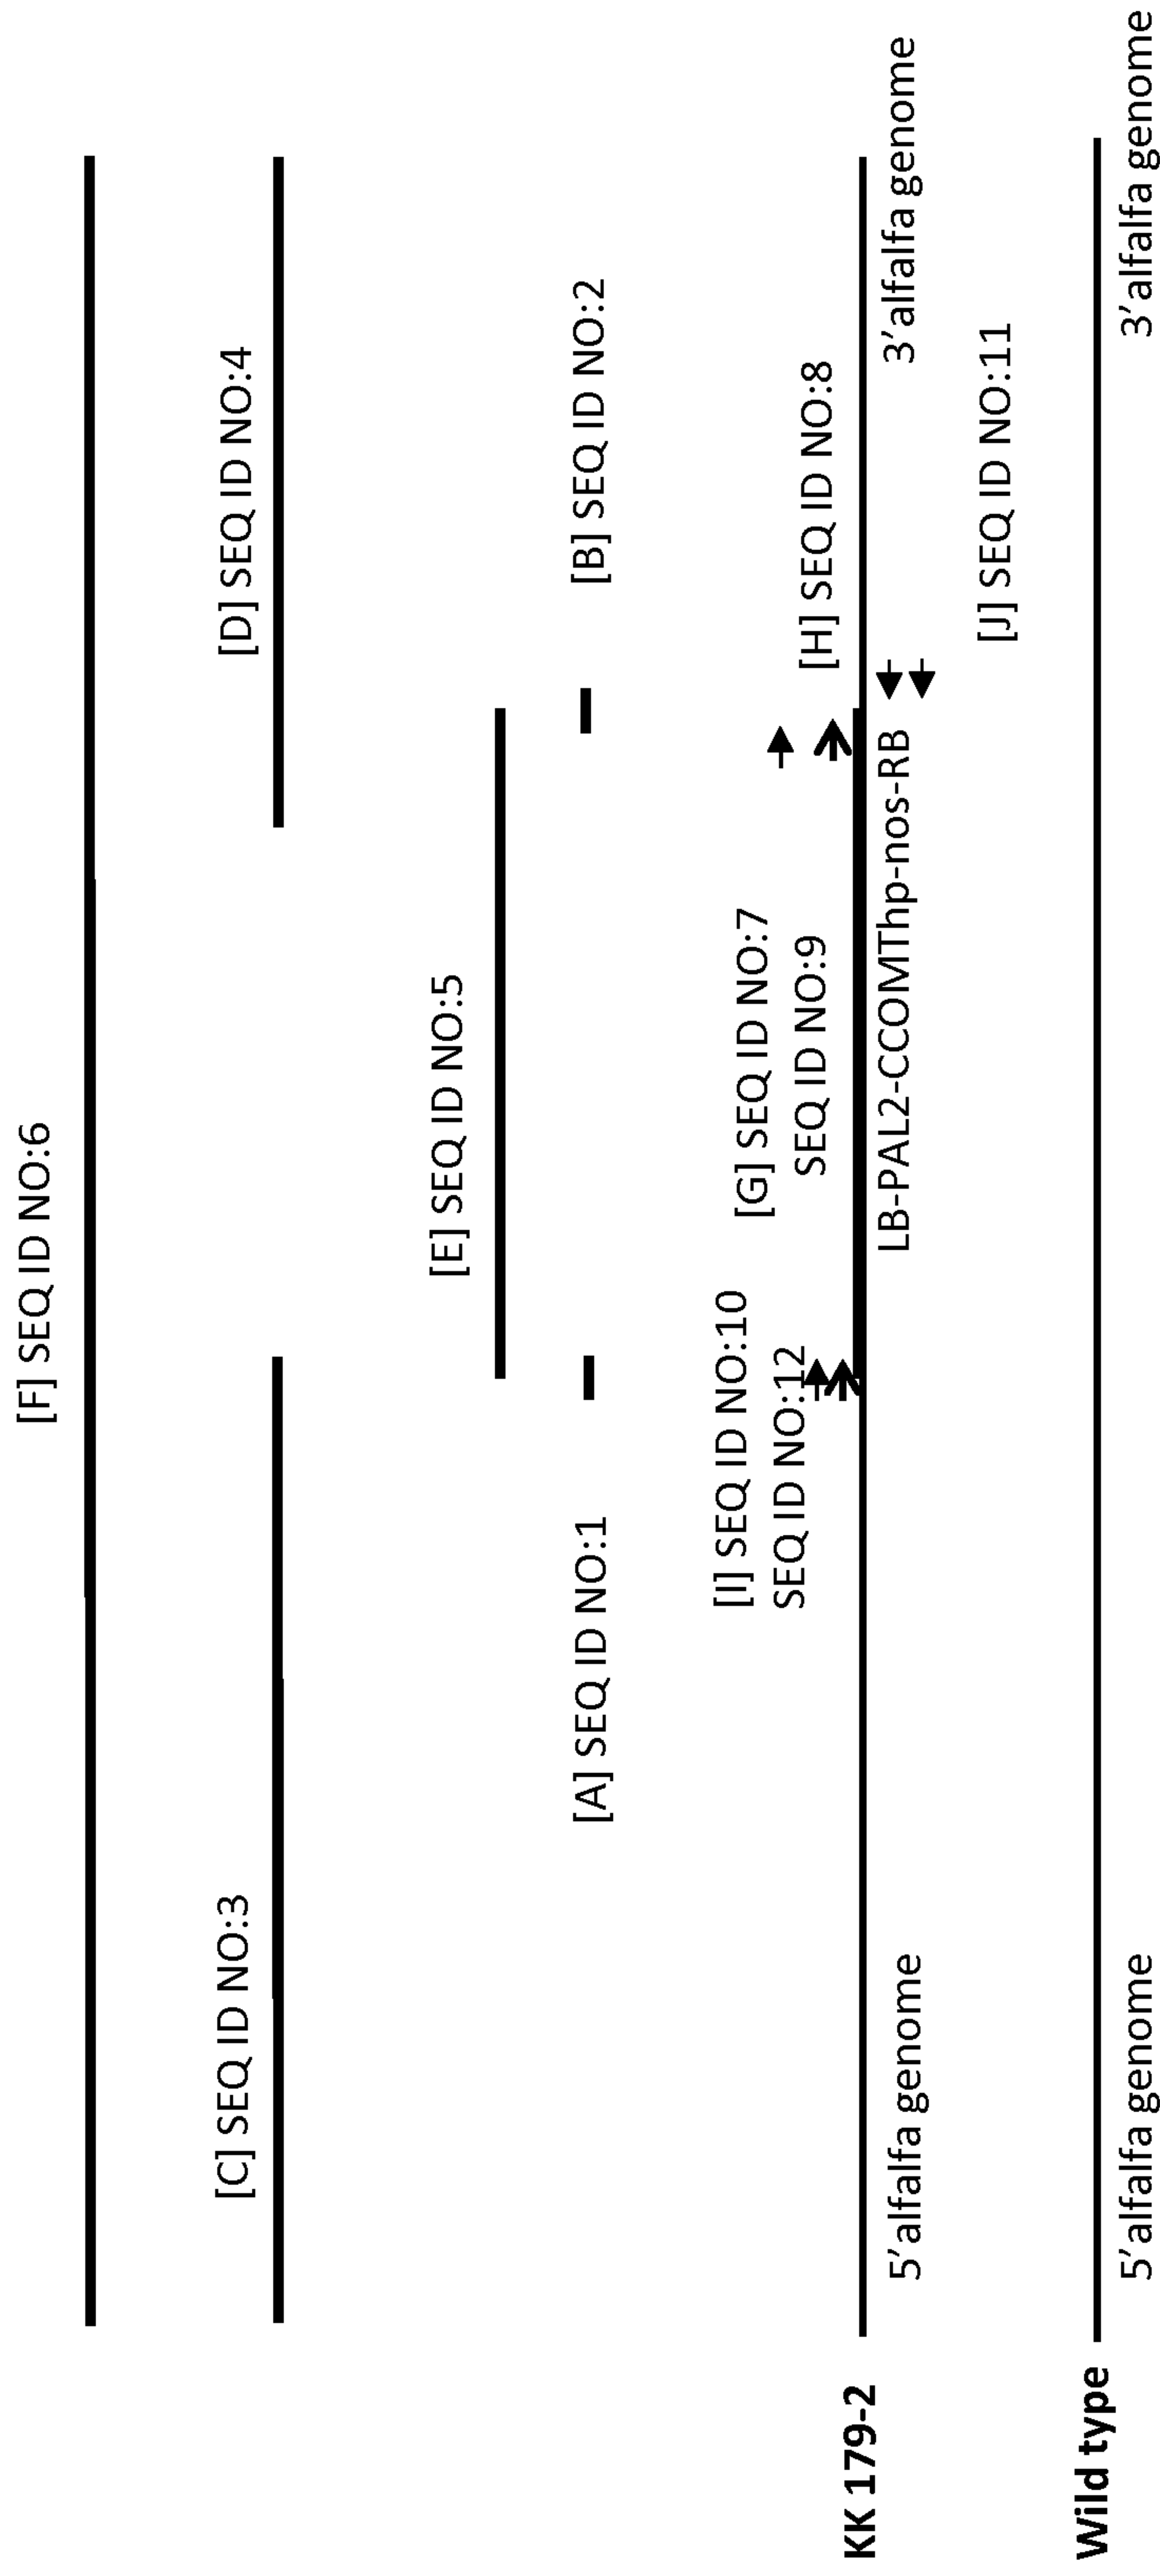 [F] SEQ ID NO:6
[C] SEQ ID NO:3
[D] SEQ ID NO:4
[E] SEQ ID NO:5
[A] SEQ ID NO:1
[B] SEQ ID NO:2
[I] SEQ ID NO:10
SEQ ID NO:12
[G] SEQ ID NO:7
SEQ ID NO:9
[H] SEQ ID NO:8
KK 179-2
5'alfalfa genome
LB-PAL2-CCOMThp-nos-RB
3'alfalfa genome
[J] SEQ ID NO:11
Wild type
5'alfalfa genome
3'alfalfa genome